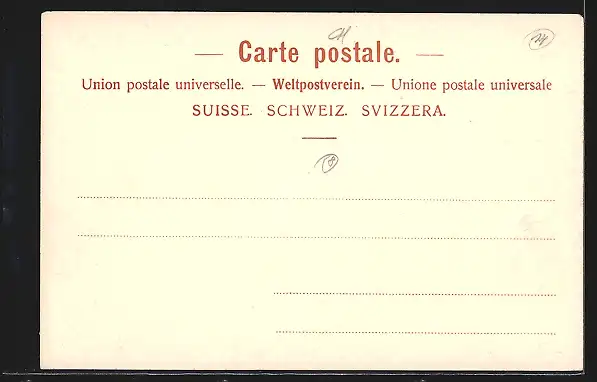 — Carte postale. —
Union postale universelle. — Weltpostverein. — Unione postale universale
SUISSE. SCHWEIZ. SVIZZERA.